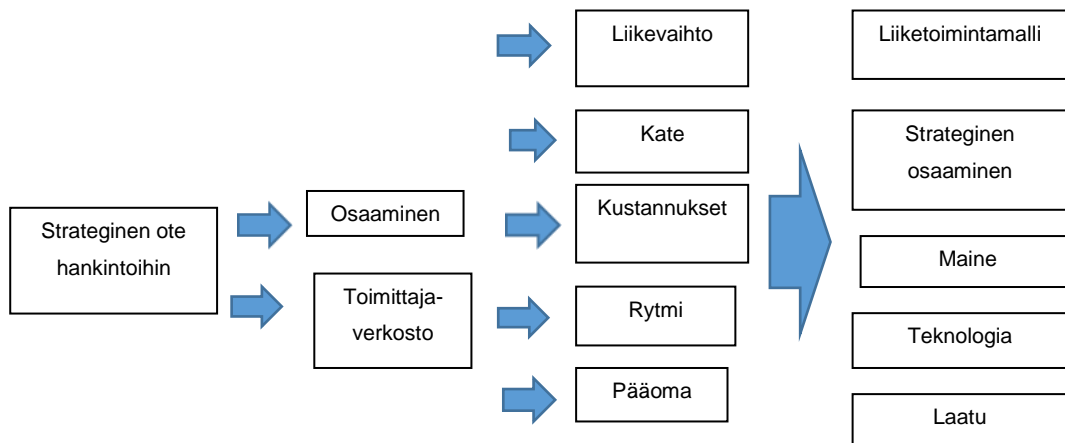 Strateginen ote
hankintoihin
Osaaminen
Toimittaja-
verkosto
Liikevaihto
Kate
Kustannukset
Rytmi
Pääoma
Liiketoimintamalli
Strateginen
osaaminen
Maine
Teknologia
Laatu